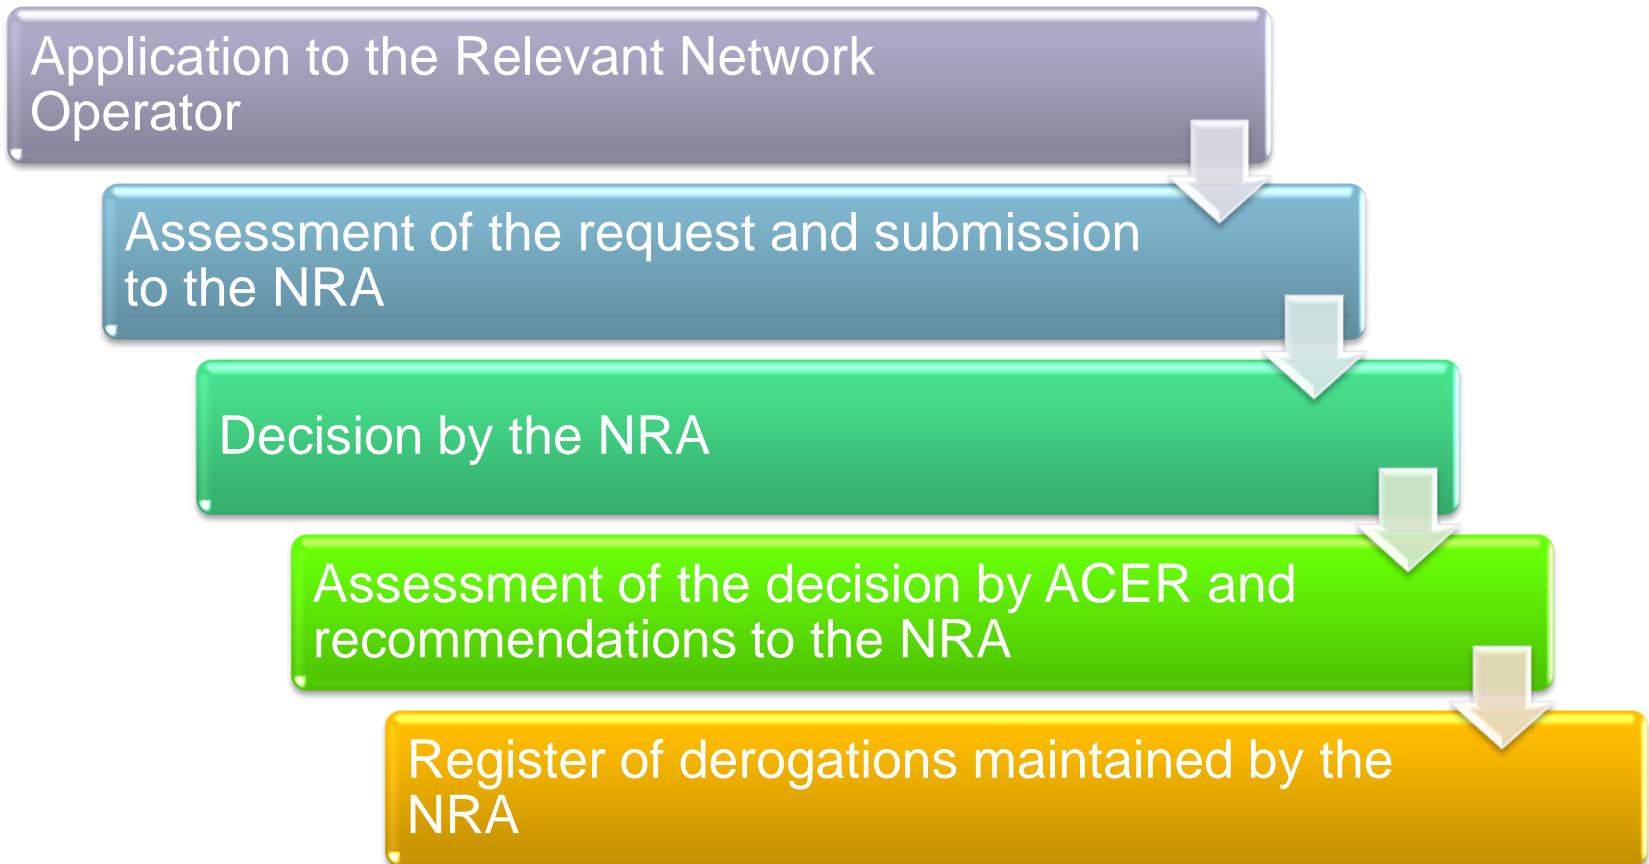 Application to the Relevant Network
Operator
Assessment of the request and submission
to the NRA
Decision by the NRA
Assessment of the decision by ACER and
recommendations to the NRA
Register of derogations maintained by the
NRA